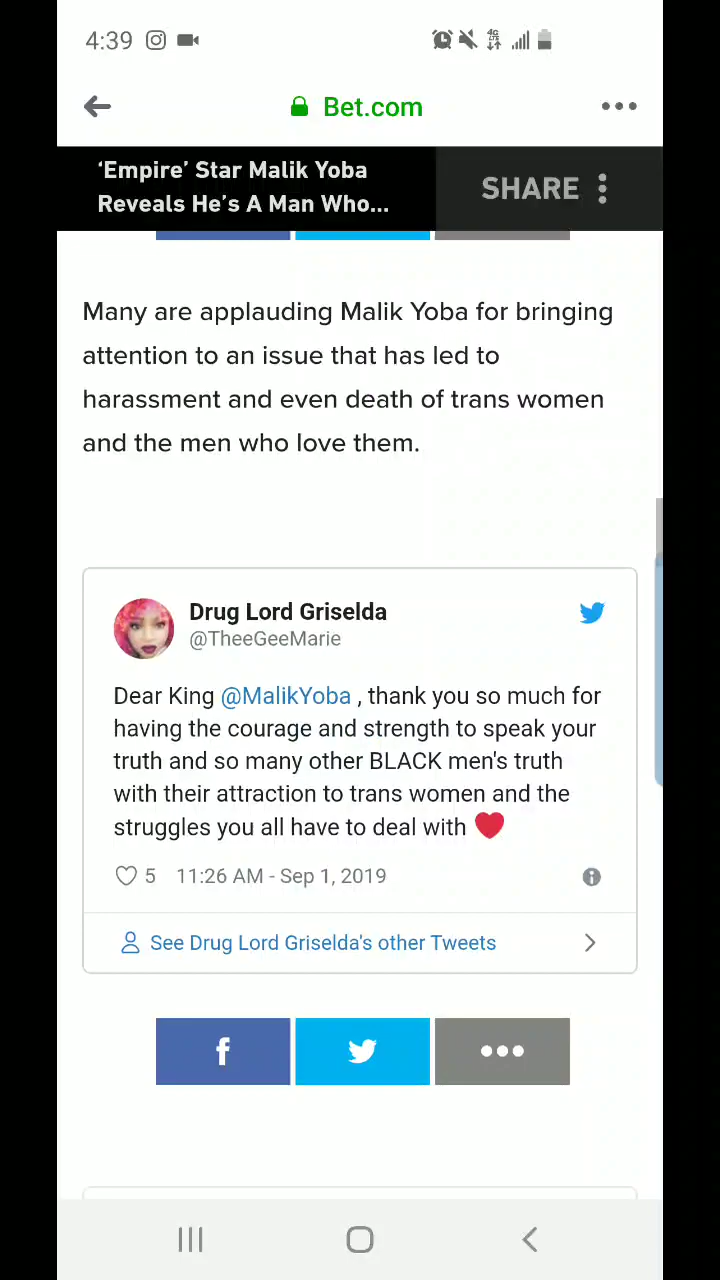 4:39
Bet.com
‘Empire’ Star Malik Yoba
Reveals He’s A Man Who...
SHARE
Many are applauding Malik Yoba for bringing
attention to an issue that has led to
harassment and even death of trans women
and the men who love them.
Drug Lord Griselda
@TheeGeeMarie
Dear King @MalikYoba , thank you so much for
having the courage and strength to speak your
truth and so many other BLACK men's truth
with their attraction to trans women and the
struggles you all have to deal with ❤
5 11:26 AM - Sep 1, 2019
See Drug Lord Griselda's other Tweets